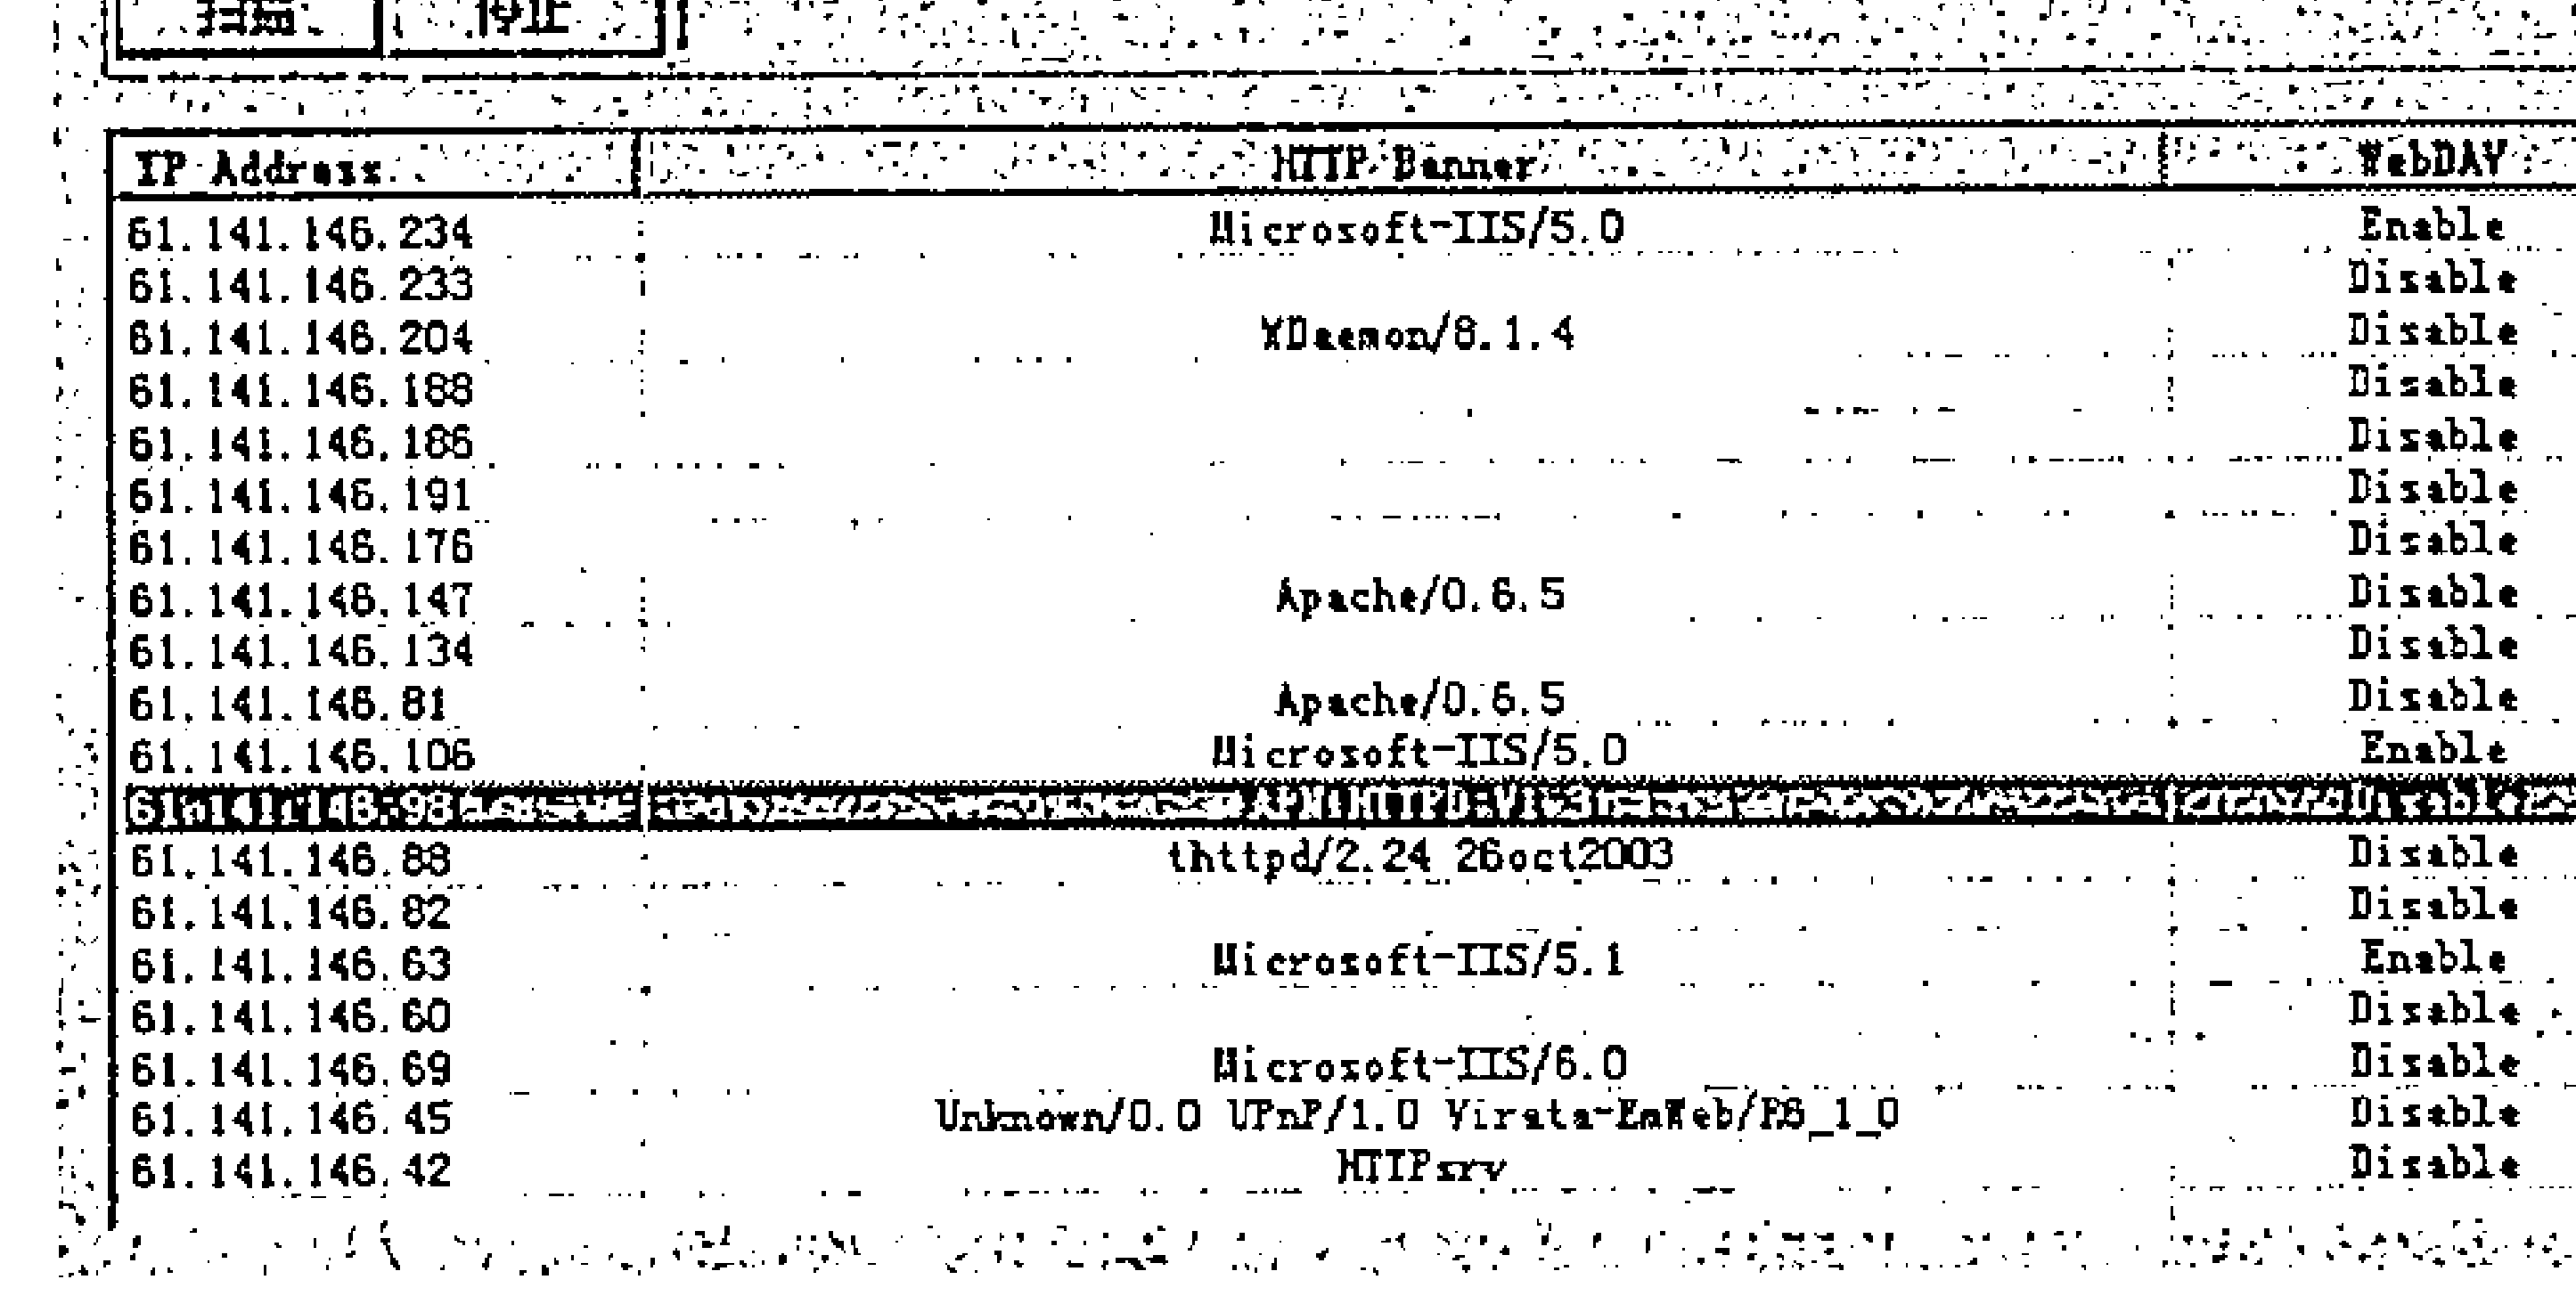 扫描 停止
IP Address HTTP Banner WebDAV
61.141.146.234 Microsoft-IIS/5.0 Enable
61.141.146.233 Disable
61.141.146.204 WDaemon/6.1.4 Disable
61.141.146.188 Disable
61.141.146.186 Disable
61.141.146.191 Disable
61.141.146.176 Disable
61.141.146.147 Apache/0.6.5 Disable
61.141.146.134 Disable
61.141.146.81 Apache/0.6.5 Disable
61.141.146.106 Microsoft-IIS/5.0 Enable
61.141.146.98 Disable
61.141.146.88 thttpd/2.24 26oct2003 Disable
61.141.146.82 Disable
61.141.146.63 Microsoft-IIS/5.1 Enable
61.141.146.60 Disable
61.141.146.69 Microsoft-IIS/6.0 Disable
61.141.146.45 Unknown/0.0 UPnP/1.0 Virata-EmWeb/R6_1_0 Disable
61.141.146.42 HTTPsrv Disable